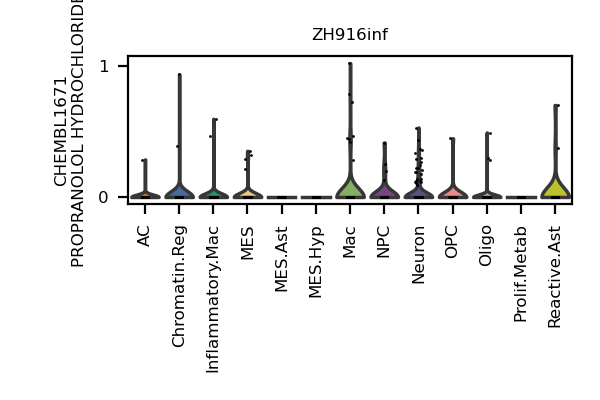 ZH916inf
CHEMBL1671
PROPRANOLOL HYDROCHLORIDE
1
0
AC
Chromatin.Reg
Inflammatory.Mac
MES
MES.Ast
MES.Hyp
Mac
NPC
Neuron
OPC
Oligo
Prolif.Metab
Reactive.Ast